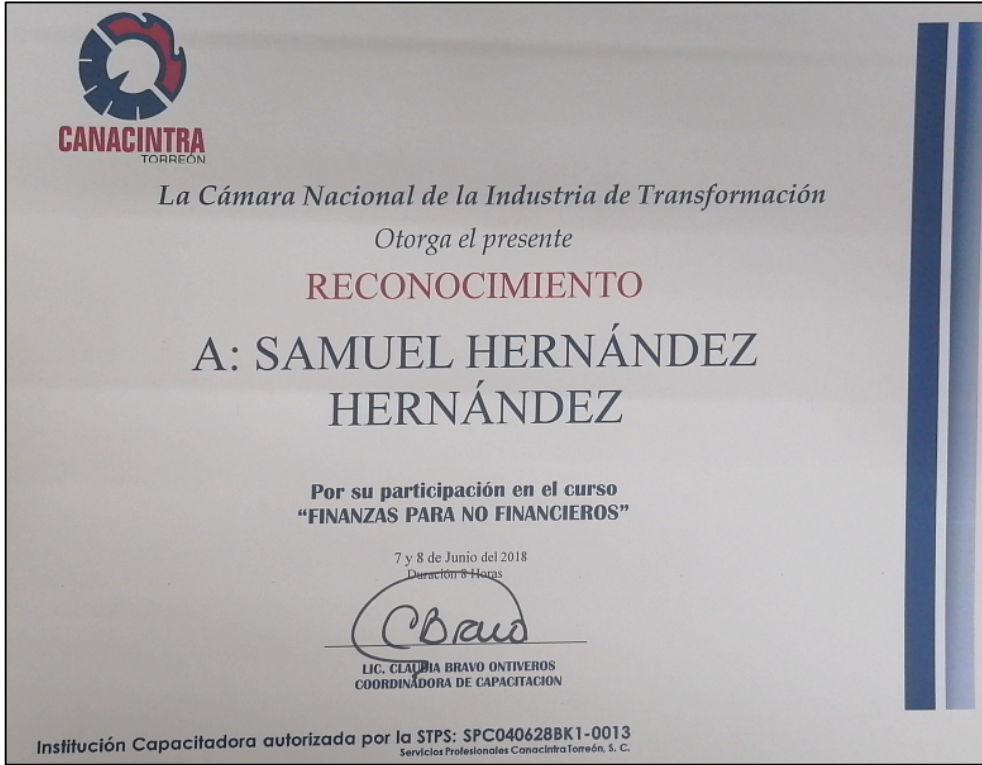 CANACINTRA
TORREÓN
La Cámara Nacional de la Industria de Transformación
Otorga el presente
RECONOCIMIENTO
A: SAMUEL HERNÁNDEZ
HERNÁNDEZ
Por su participación en el curso
“FINANZAS PARA NO FINANCIEROS”
7 y 8 de Junio del 2018
Duración 8 Horas
CBravo
LIC. CLAUDIA BRAVO ONTIVEROS
COORDINADORA DE CAPACITACION
Institución Capacitadora autorizada por la STPS: SPC040628BK1-0013
Servicios Profesionales Canacintra Torreón, S. C.